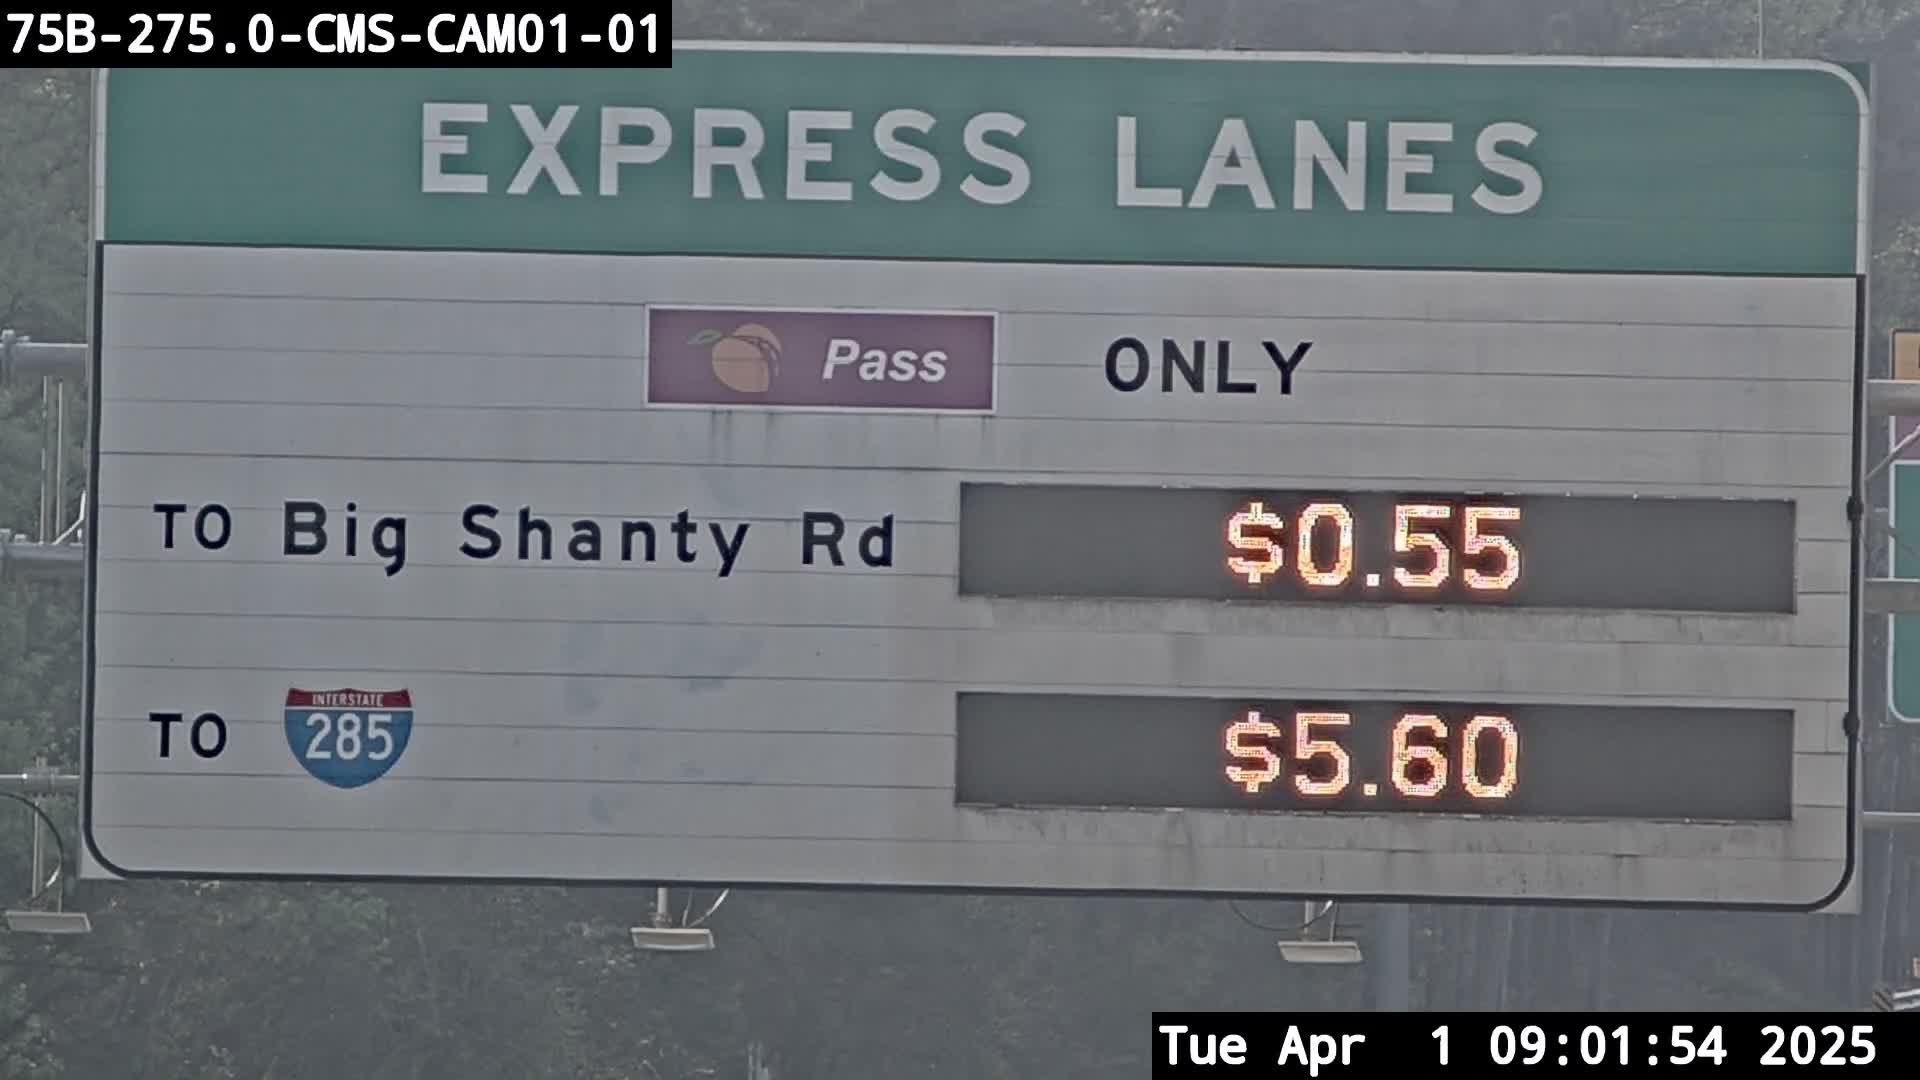 75B-275.0-CMS-CAM01-01
EXPRESS LANES
Pass ONLY
TO Big Shanty Rd $0.55
TO INTERSTATE 285 $5.60
Tue Apr 1 09:01:54 2025